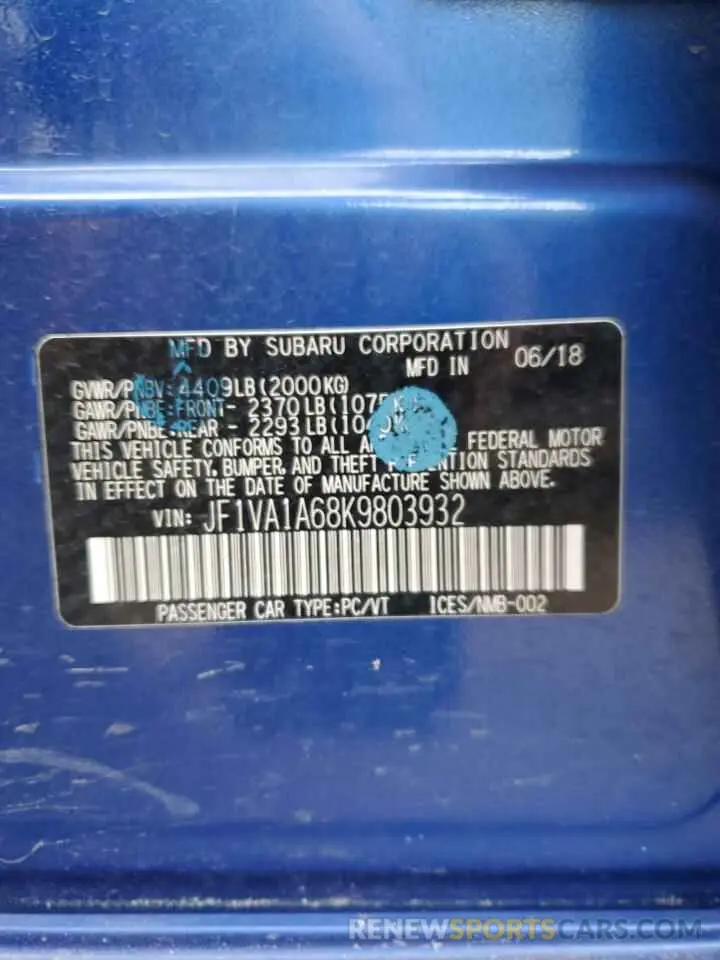 MFD BY SUBARU CORPORATION
MFD IN 06/18
GVWR/PNBV: 4409LB(2000KG)
GAWR/PNBE:FRONT- 2370LB(1075K
GAWR/PNBE:REAR - 2293LB(1040K
THIS VEHICLE CONFORMS TO ALL FEDERAL MOTOR
VEHICLE SAFETY, BUMPER, AND THEFT STANDARDS
IN EFFECT ON THE DATE OF MANUFACTURE SHOWN ABOVE.
VIN: JF1VA1A68K9803932
PASSENGER CAR TYPE:PC/VT ICES/NMB-002
RENEWSPORTSCARS.COM